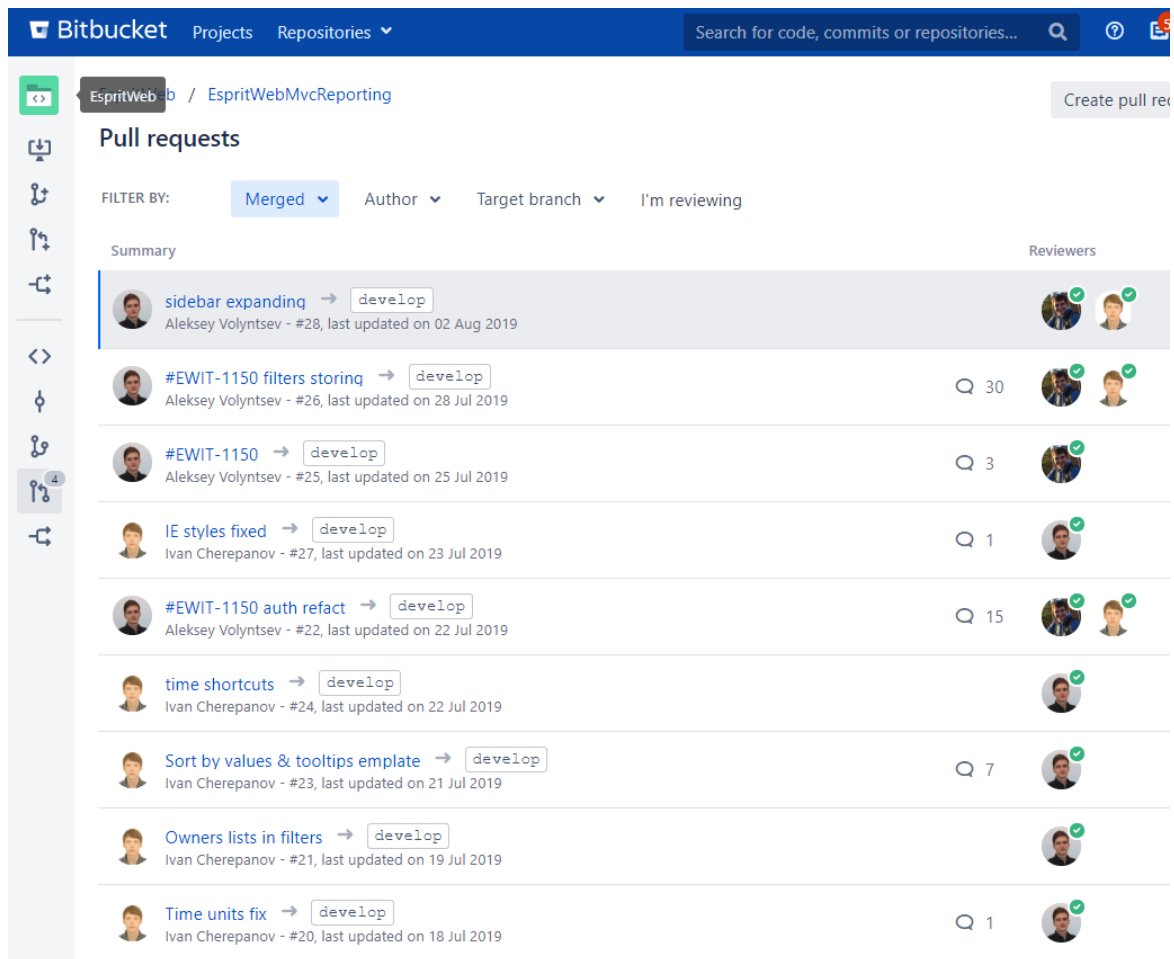 Bitbucket Projects Repositories Search for code, commits or repositories... 5
EspritWeb / EspritWebMvcReporting
Create pull rec
Pull requests
FILTER BY: Merged Author Target branch I'm reviewing
Summary Reviewers
sidebar expanding → develop
Aleksey Volyntsev - #28, last updated on 02 Aug 2019
#EWIT-1150 filters storing → develop
Aleksey Volyntsev - #26, last updated on 28 Jul 2019
30
#EWIT-1150 → develop
Aleksey Volyntsev - #25, last updated on 25 Jul 2019
3
IE styles fixed → develop
Ivan Cherepanov - #27, last updated on 23 Jul 2019
1
#EWIT-1150 auth refact → develop
Aleksey Volyntsev - #22, last updated on 22 Jul 2019
15
4
time shortcuts → develop
Ivan Cherepanov - #24, last updated on 22 Jul 2019
Sort by values & tooltips emplate → develop
Ivan Cherepanov - #23, last updated on 21 Jul 2019
7
Owners lists in filters → develop
Ivan Cherepanov - #21, last updated on 19 Jul 2019
Time units fix → develop
Ivan Cherepanov - #20, last updated on 18 Jul 2019
1